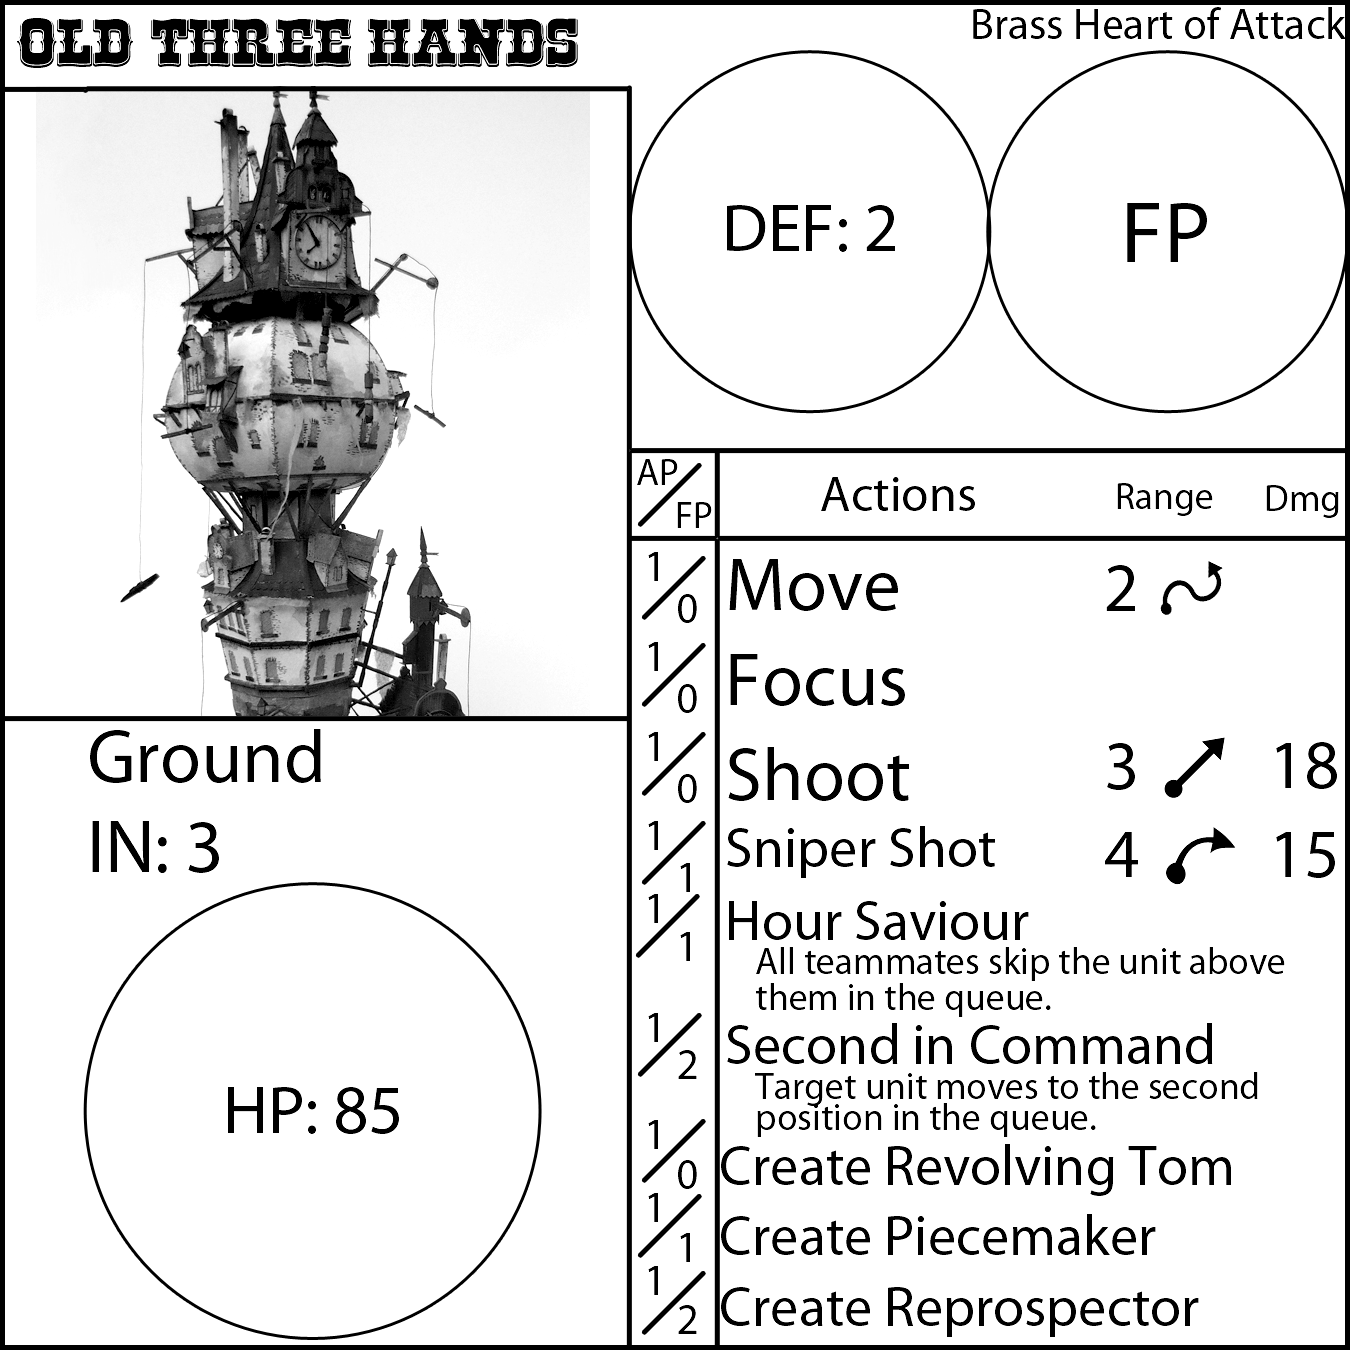 OLD THREE HANDS
Brass Heart of Attack
DEF: 2
FP
AP/FP Actions Range Dmg
1/0 Move 2
1/0 Focus
1/0 Shoot 3 18
1/1 Sniper Shot 4 15
1/1 Hour Saviour
All teammates skip the unit above
them in the queue.
1/2 Second in Command
Target unit moves to the second
position in the queue.
1/0 Create Revolving Tom
1/1 Create Piecemaker
1/2 Create Reprospector
Ground
IN: 3
HP: 85